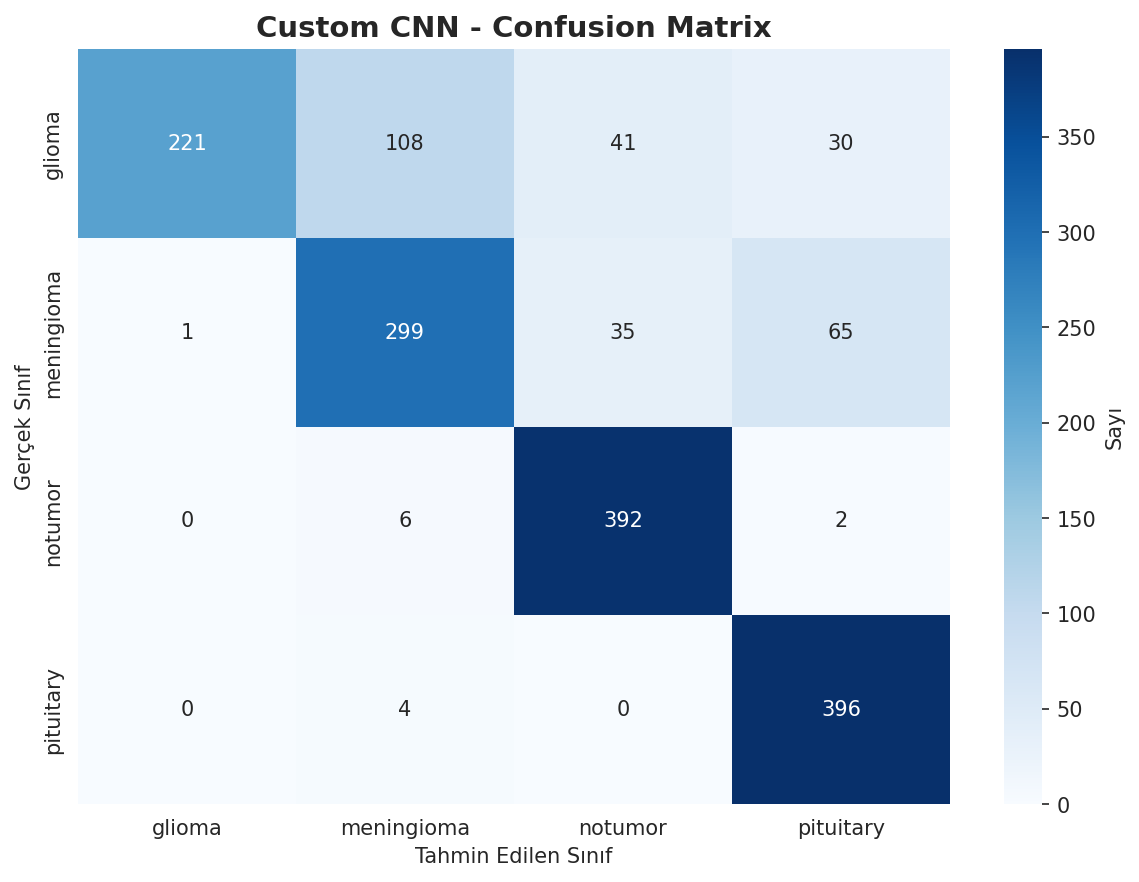 Custom CNN - Confusion Matrix
Gerçek Sınıf
glioma
221 108 41 30
meningioma
1 299 35 65
notumor
0 6 392 2
pituitary
0 4 0 396
glioma meningioma notumor pituitary
Tahmin Edilen Sınıf
350
300
250
200
150
100
50
0
Sayı